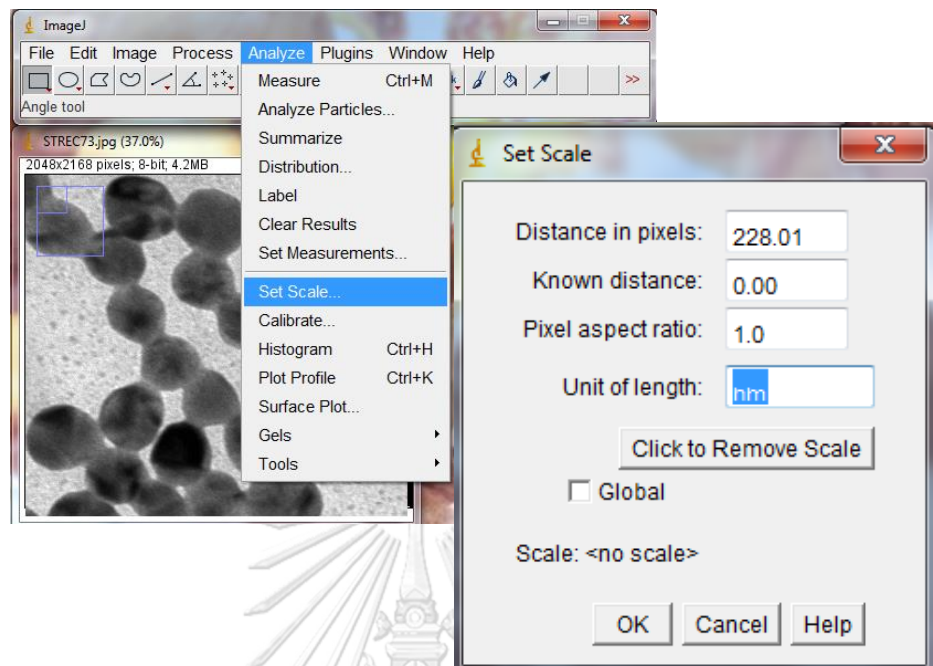 ImageJ
File Edit Image Process Analyze Plugins Window Help
Angle tool
STREC73.jpg (37.0%)
2048x2168 pixels; 8-bit; 4.2MB
Measure Ctrl+M
Analyze Particles...
Summarize
Distribution...
Label
Clear Results
Set Measurements...
Set Scale...
Calibrate...
Histogram Ctrl+H
Plot Profile Ctrl+K
Surface Plot...
Gels
Tools
>>
Set Scale
Distance in pixels: 228.01
Known distance: 0.00
Pixel aspect ratio: 1.0
Unit of length: nm
Click to Remove Scale
Global
Scale: <no scale>
OK Cancel Help